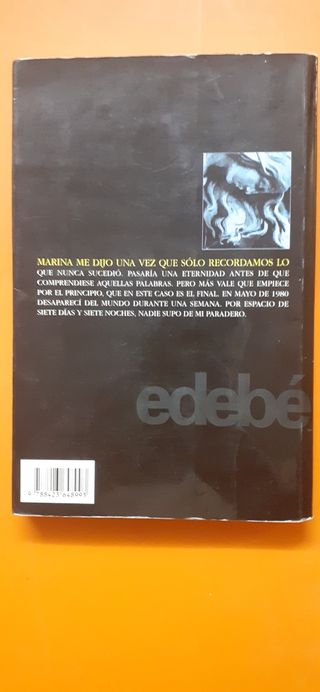 MARINA ME DIJO UNA VEZ QUE SÓLO RECORDAMOS LO
QUE NUNCA SUCEDIÓ. PASARÍA UNA ETERNIDAD ANTES DE QUE
COMPRENDIESE AQUELLAS PALABRAS. PERO MÁS VALE QUE EMPIECE
POR EL PRINCIPIO, QUE EN ESTE CASO ES EL FINAL. EN MAYO DE 1980
DESAPARECÍ DEL MUNDO DURANTE UNA SEMANA. POR ESPACIO DE
SIETE DÍAS Y SIETE NOCHES, NADIE SUPO DE MI PARADERO.
edebé
9 788423 648993